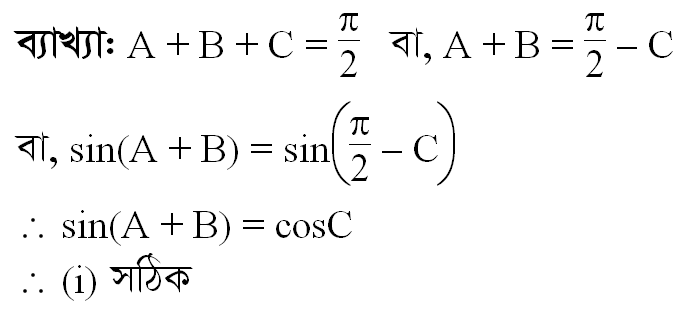 ব্যাখ্যাঃ A + B + C = π/2 বা, A + B = π/2 – C
বা, sin(A + B) = sin(π/2 – C)
∴ sin(A + B) = cosC
∴ (i) সঠিক